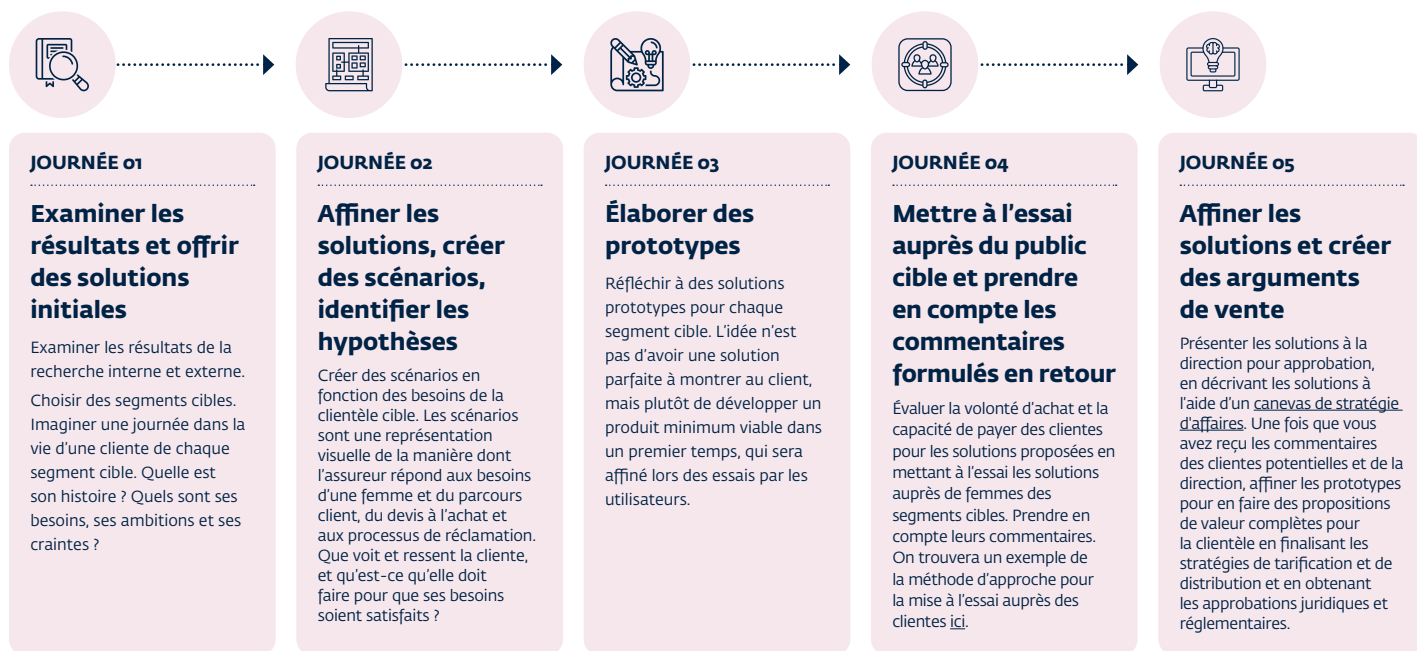 JOURNÉE 01
Examiner les
résultats et offrir
des solutions
initiales
Examiner les résultats de la
recherche interne et externe.
Choisir des segments cibles.
Imaginer une journée dans la
vie d'une cliente de chaque
segment cible. Quelle est
son histoire ? Quels sont ses
besoins, ses ambitions et ses
craintes ?
JOURNÉE 02
Affiner les
solutions, créer
des scénarios,
identifier les
hypothèses
Créer des scénarios en
fonction des besoins de la
clientèle cible. Les scénarios
sont une représentation
visuelle de la manière dont
l'assureur répond aux besoins
d'une femme et du parcours
client, du devis à l'achat et
aux processus de réclamation.
Que voit et ressent la cliente,
et qu'est-ce qu'elle doit
faire pour que ses besoins
soient satisfaits ?
JOURNÉE 03
Élaborer des
prototypes
Réfléchir à des solutions
prototypes pour chaque
segment cible. L'idée n'est
pas d'avoir une solution
parfaite à montrer au client,
mais plutôt de développer un
produit minimum viable dans
un premier temps, qui sera
affiné lors des essais par les
utilisateurs.
JOURNÉE 04
Mettre à l'essai
auprès du public
cible et prendre
en compte les
commentaires
formulés en retour
Évaluer la volonté d'achat et la
capacité de payer des clientes
pour les solutions proposées en
mettant à l'essai les solutions
auprès de femmes des
segments cibles. Prendre en
compte leurs commentaires.
On trouvera un exemple de
la méthode d'approche pour
la mise à l'essai auprès des
clientes ici.
JOURNÉE 05
Affiner les
solutions et créer
des arguments
de vente
Présenter les solutions à la
direction pour approbation,
en décrivant les solutions à
l'aide d'un canevas de stratégie
d'affaires. Une fois que vous
avez reçu les commentaires
des clientes potentielles et de la
direction, affiner les prototypes
pour en faire des propositions
de valeur complètes pour
la clientèle en finalisant les
stratégies de tarification et de
distribution et en obtenant
les approbations juridiques et
réglementaires.